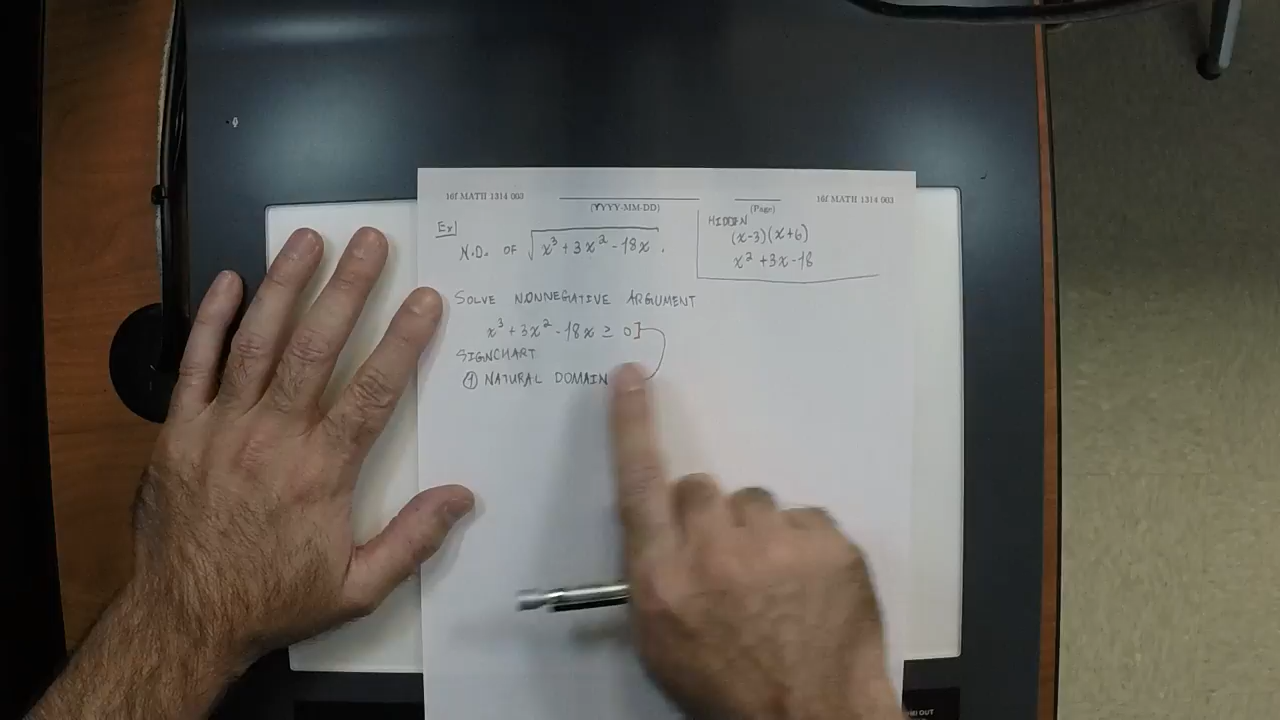 16f MATH 1314 003
(YYYY-MM-DD)
(Page)
16f MATH 1314 003
Ex
N.D. OF √x³+3x²-18x .
HIDDEN
(x-3)(x+6)
x²+3x-18
SOLVE NONNEGATIVE ARGUMENT
x³+3x²-18x ≥ 0]
SIGNCHART
① NATURAL DOMAIN
OUT